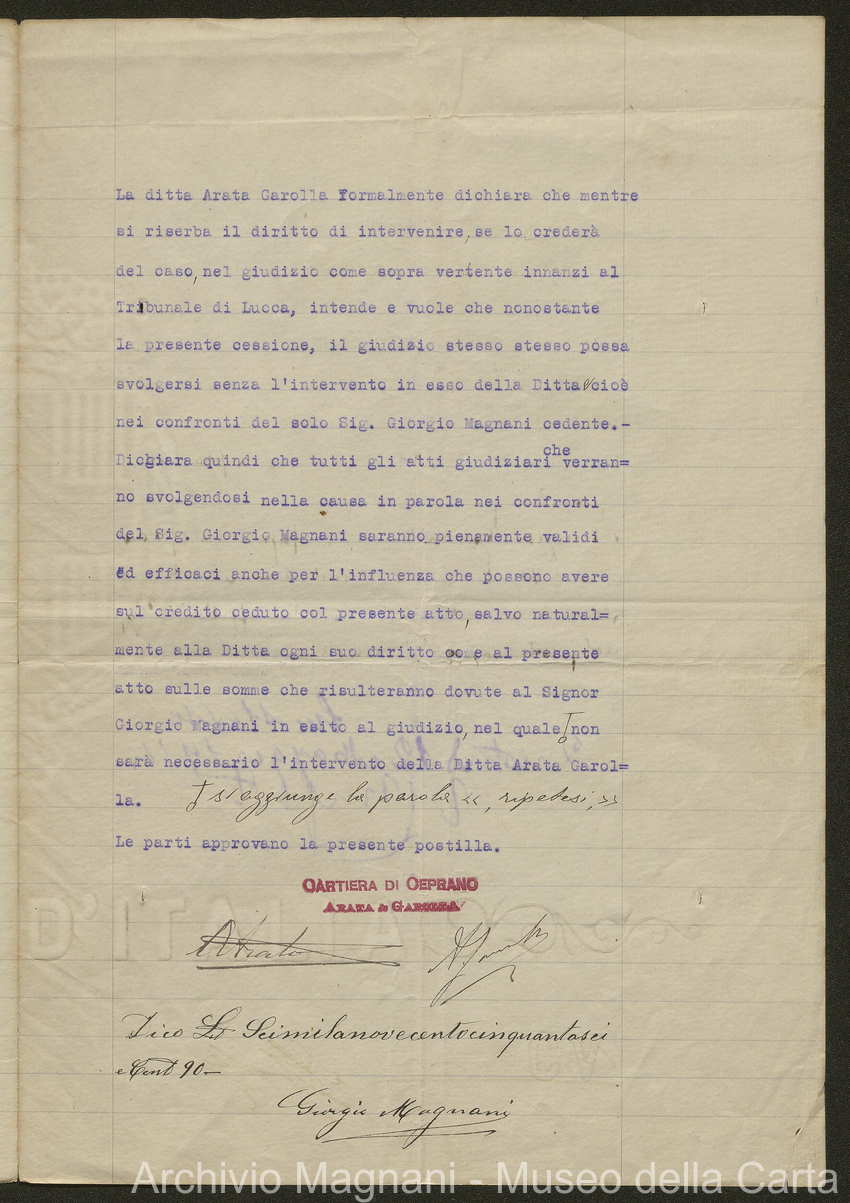 La ditta Arata Garolla formalmente dichiara che mentre
si riserba il diritto di intervenire, se lo crederà
del caso, nel giudizio come sopra vertente innanzi al
Tribunale di Lucca, intende e vuole che nonostante
la presente cessione, il giudizio stesso stesso possa
svolgersi senza l'intervento in esso della Ditta cioè
nei confronti del solo Sig. Giorgio Magnani cedente.-
che
Dichiara quindi che tutti gli atti giudiziari verran=
no svolgendosi nella causa in parola nei confronti
del Sig. Giorgio Magnani saranno pienamente validi
ed efficaci anche per l'influenza che possono avere
sul credito ceduto col presente atto, salvo natural=
mente alla Ditta ogni suo diritto come al presente
atto sulle somme che risulteranno dovute al Signor
Giorgio Magnani in esito al giudizio, nel quale non
sarà necessario l'intervento della Ditta Arata Garol=
la. si aggiunge la parola «, ripetesi, »
Le parti approvano la presente postilla.
CARTIERA DI CEPRANO
ARATA & GAROLLA
Arata
Dico Lt Seimilanovecentocinquantasei
e Cent 90-
Giorgio Magnani
Archivio Magnani - Museo della Carta